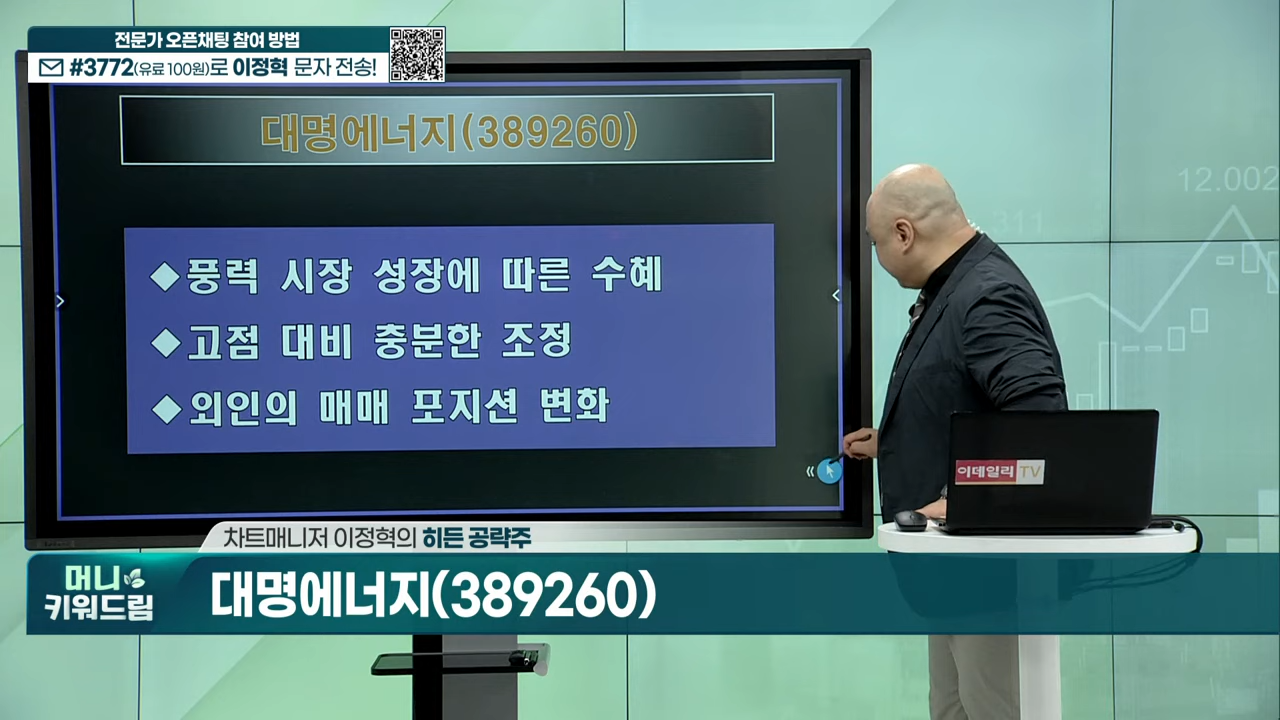 전문가 오픈채팅 참여 방법
#3772(유료 100원)로 이정혁 문자 전송!
대명에너지(389260)
◆풍력 시장 성장에 따른 수혜
◆고점 대비 충분한 조정
◆외인의 매매 포지션 변화
12.002
.311
이데일리 TV
차트매니저 이정혁의 히든 공략주
머니
키워드림
대명에너지(389260)